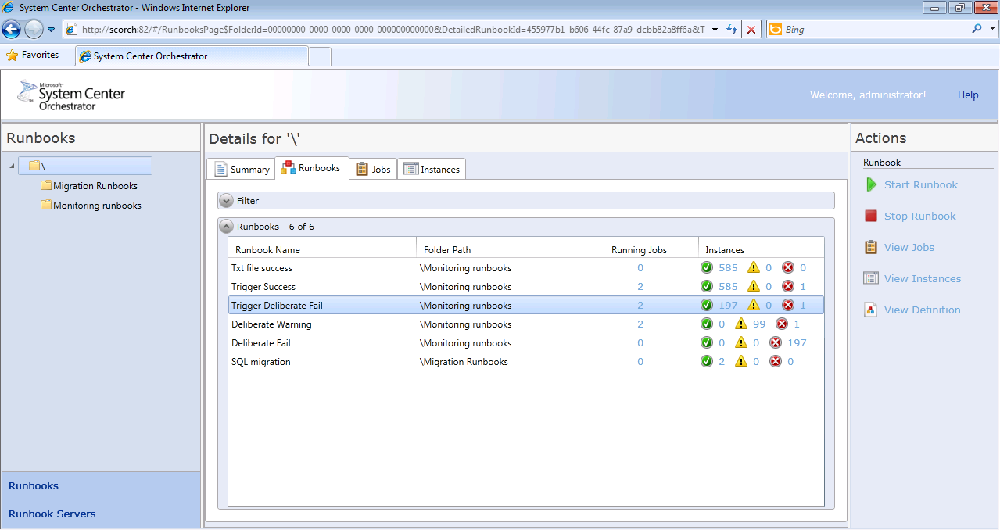 System Center Orchestrator - Windows Internet Explorer
http://scorch:82/#/RunbooksPage$FolderId=00000000-0000-0000-0000-000000000000&DetailedRunbookId=455977b1-b606-44fc-87a9-dcbb82a8ff6a&T
Bing
Favorites
System Center Orchestrator
Microsoft
System Center
Orchestrator
Welcome, administrator!
Help
Runbooks
\
Migration Runbooks
Monitoring runbooks
Runbooks
Runbook Servers
Details for '\'
Summary Runbooks Jobs Instances
Filter
Runbooks - 6 of 6
Runbook Name Folder Path Running Jobs Instances
Txt file success \Monitoring runbooks 0 585 0 0
Trigger Success \Monitoring runbooks 2 585 0 1
Trigger Deliberate Fail \Monitoring runbooks 2 197 0 1
Deliberate Warning \Monitoring runbooks 2 0 99 1
Deliberate Fail \Monitoring runbooks 0 0 0 197
SQL migration \Migration Runbooks 0 2 0 0
Actions
Runbook
Start Runbook
Stop Runbook
View Jobs
View Instances
View Definition